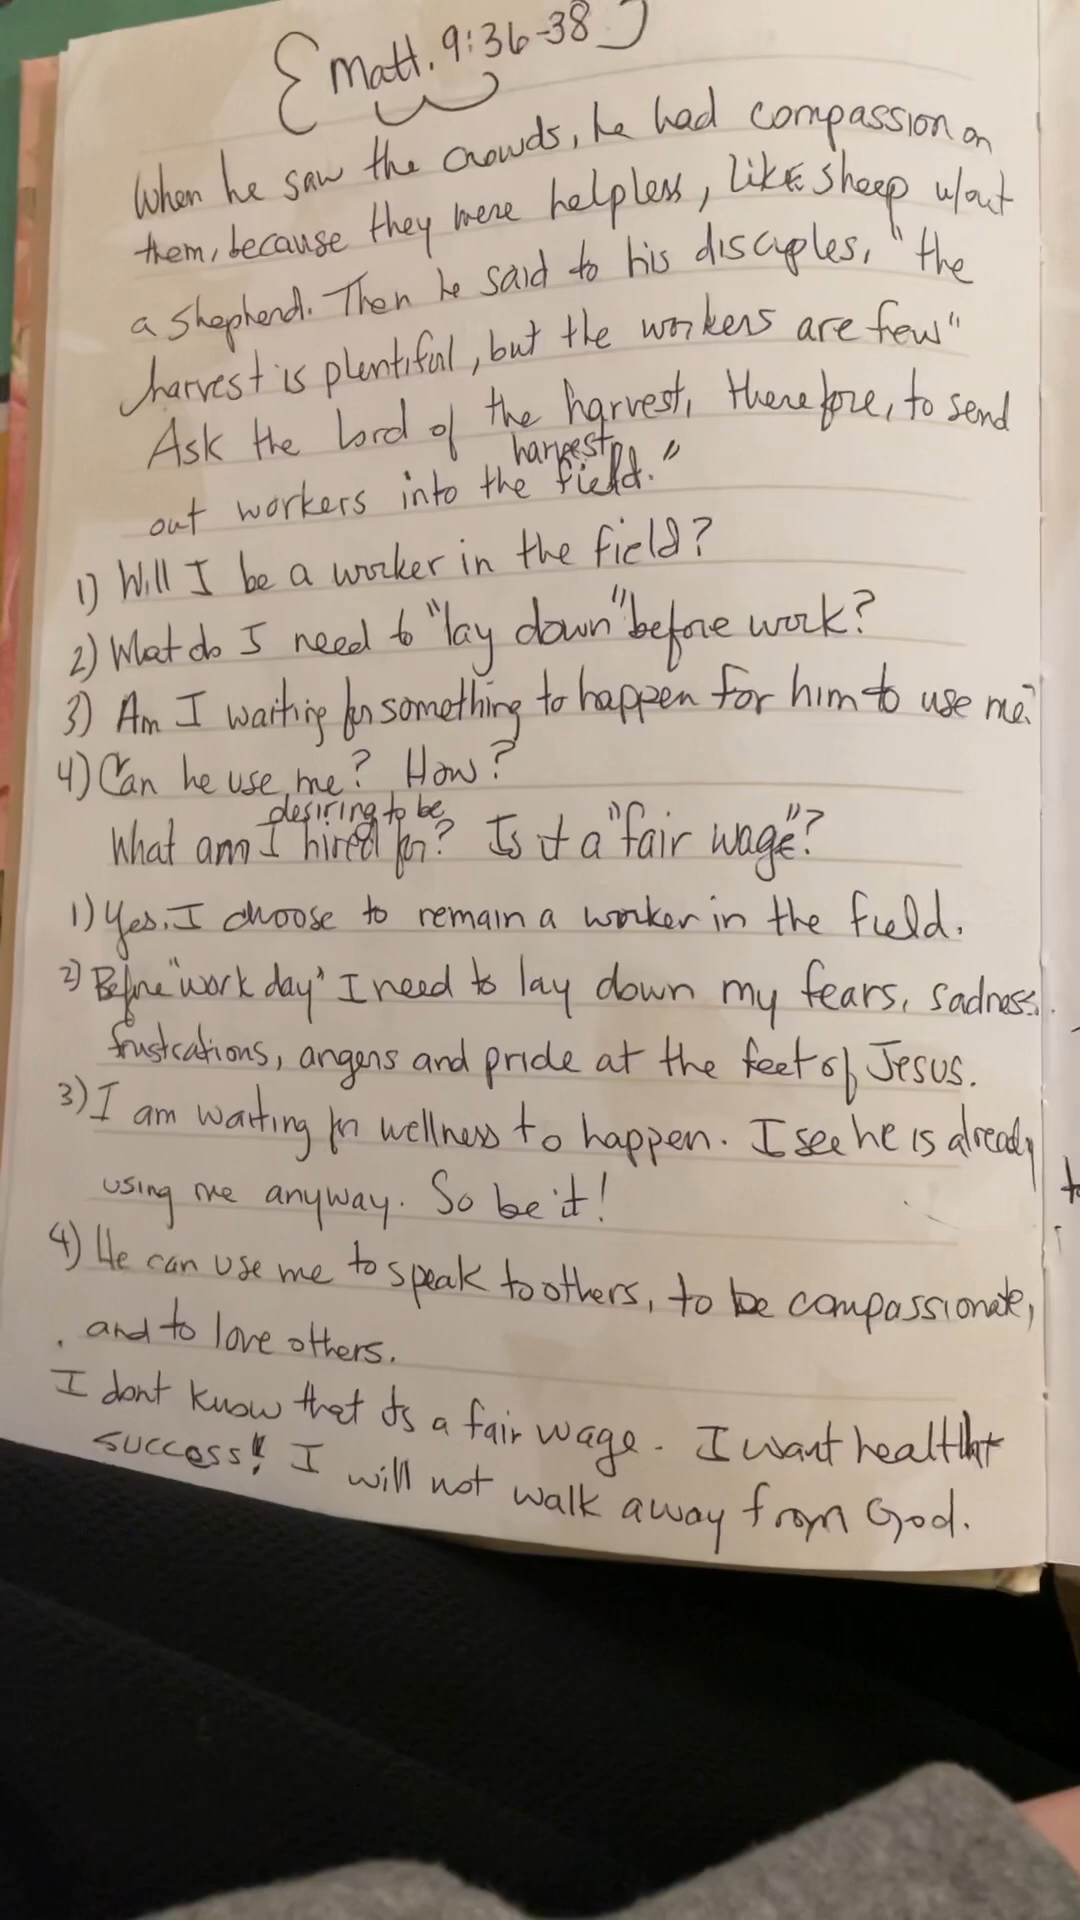 { Matt. 9:36-38 }
When he saw the crowds, he had compassion on
them, because they were helpless, like sheep w/out
a shepherd. Then he said to his disciples, "the
harvest is plentiful, but the workers are few"
Ask the Lord of the harvest, therefore, to send
harvest
out workers into the field."
1) Will I be a worker in the field?
2) What do I need to "lay down" before work?
3) Am I waiting for something to happen for him to use me?
4) Can he use me? How?
desiring to be
What am I hired for? Is it a "fair wage"?
1) Yes. I choose to remain a worker in the field.
2) Before "work day" I need to lay down my fears, sadness,
frustrations, angers and pride at the feet of Jesus.
3) I am waiting for wellness to happen. I see he is already
using me anyway. So be it!
4) He can use me to speak to others, to be compassionate,
and to love others.
I dont know that its a fair wage. I want health
success! I will not walk away from God.